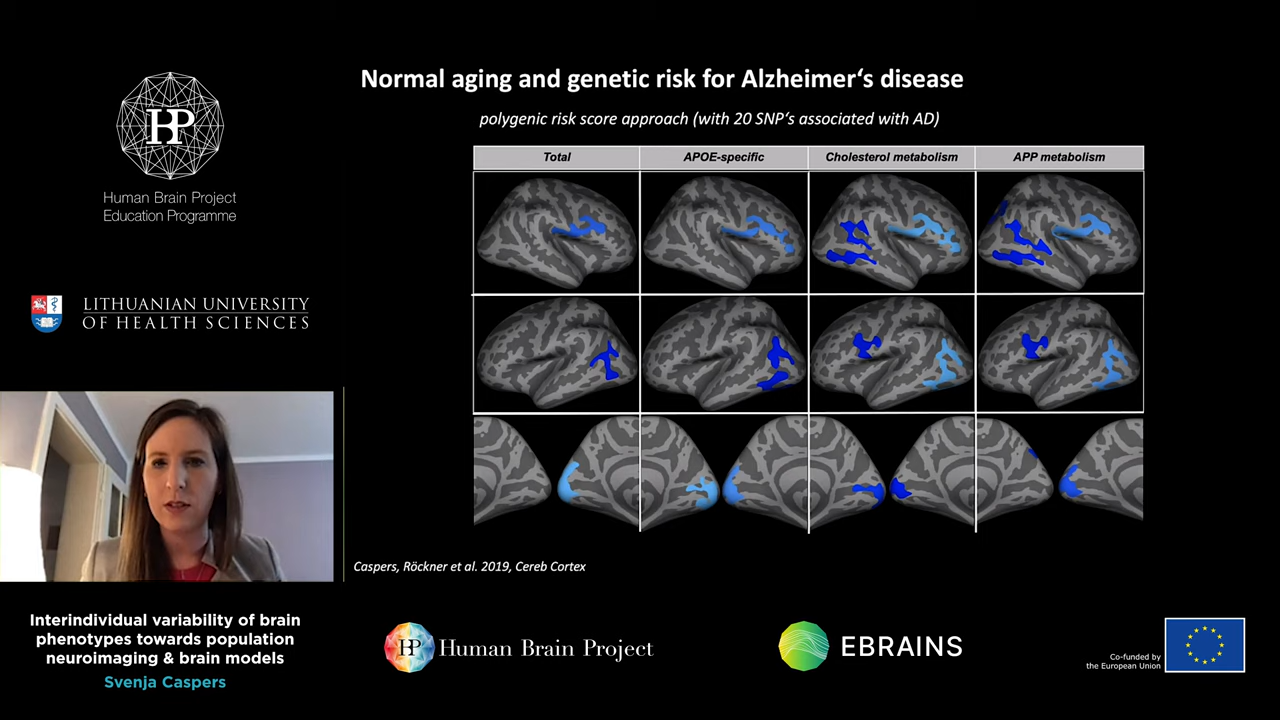 HP
Human Brain Project
Education Programme
LITHUANIAN UNIVERSITY
OF HEALTH SCIENCES
Normal aging and genetic risk for Alzheimer‘s disease
polygenic risk score approach (with 20 SNP‘s associated with AD)
Total APOE-specific Cholesterol metabolism APP metabolism
Caspers, Röckner et al. 2019, Cereb Cortex
Interindividual variability of brain
phenotypes towards population
neuroimaging & brain models
Svenja Caspers
HP Human Brain Project
EBRAINS
Co-funded by
the European Union